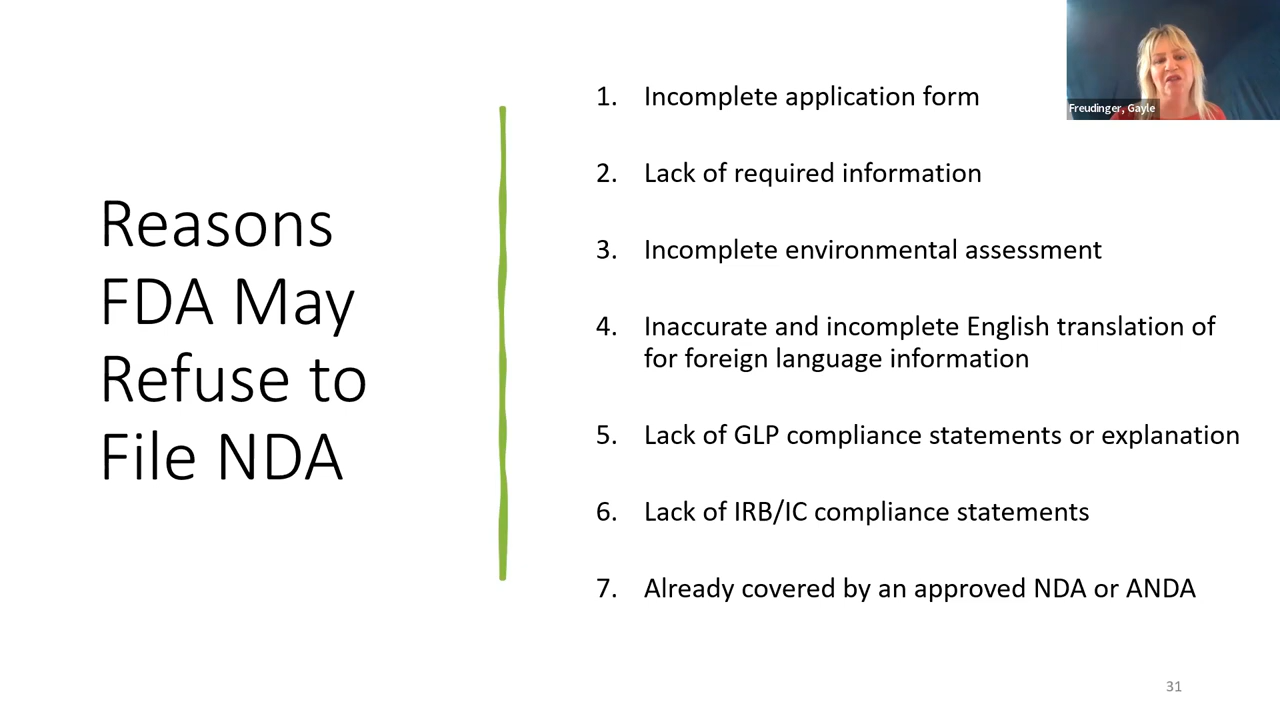 Reasons
FDA May
Refuse to
File NDA
1. Incomplete application form
2. Lack of required information
3. Incomplete environmental assessment
4. Inaccurate and incomplete English translation of
for foreign language information
5. Lack of GLP compliance statements or explanation
6. Lack of IRB/IC compliance statements
7. Already covered by an approved NDA or ANDA
Freudinger, Gayle
31